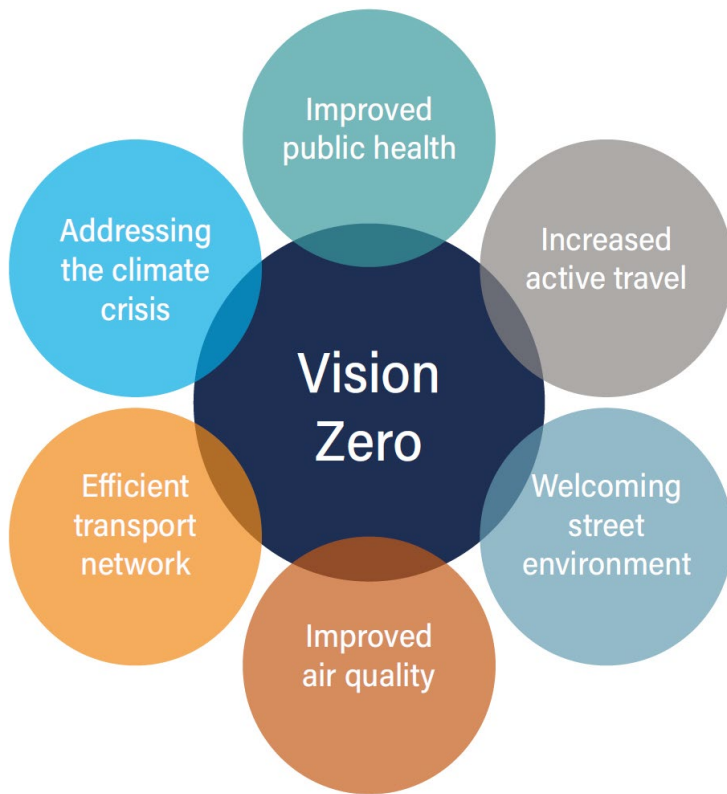 Improved
public health
Addressing
the climate
crisis
Increased
active travel
Vision
Zero
Efficient
transport
network
Welcoming
street
environment
Improved
air quality